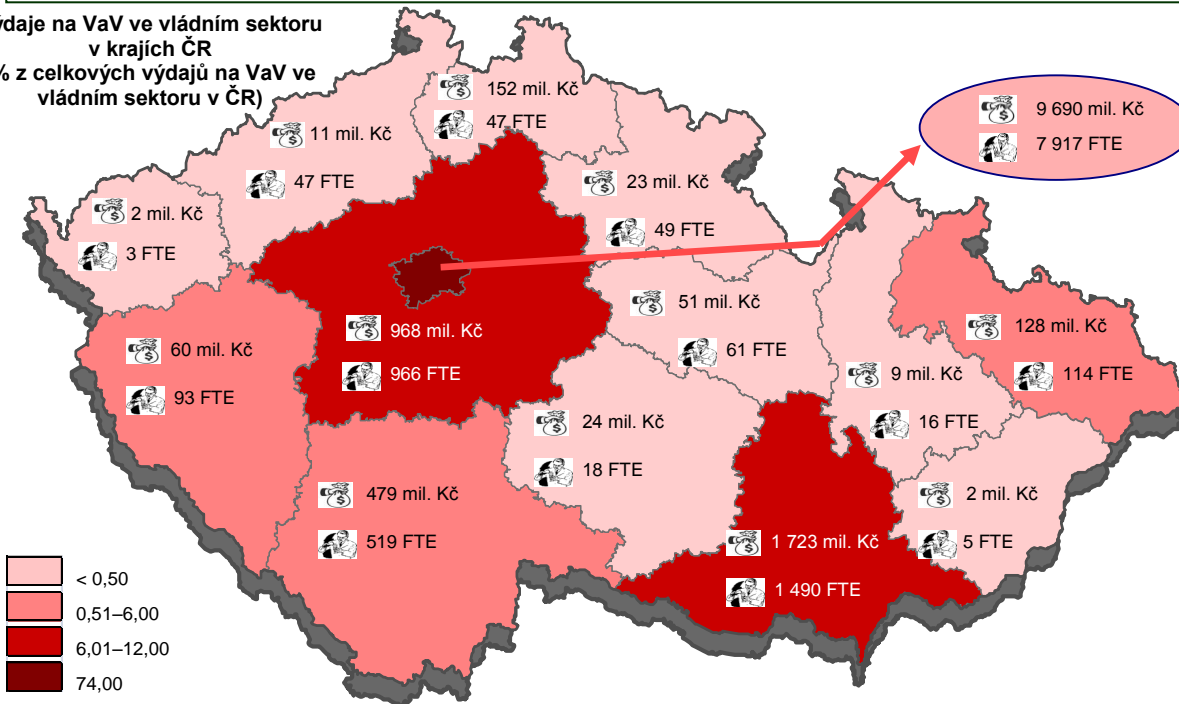 ýdaje na VaV ve vládním sektoru
v krajích ČR
% z celkových výdajů na VaV ve
vládním sektoru v ČR)
152 mil. Kč
47 FTE
9 690 mil. Kč
7 917 FTE
11 mil. Kč
47 FTE
23 mil. Kč
49 FTE
2 mil. Kč
3 FTE
51 mil. Kč
61 FTE
128 mil. Kč
114 FTE
968 mil. Kč
966 FTE
60 mil. Kč
93 FTE
9 mil. Kč
16 FTE
24 mil. Kč
18 FTE
479 mil. Kč
519 FTE
2 mil. Kč
5 FTE
1 723 mil. Kč
1 490 FTE
< 0,50
0,51–6,00
6,01–12,00
74,00